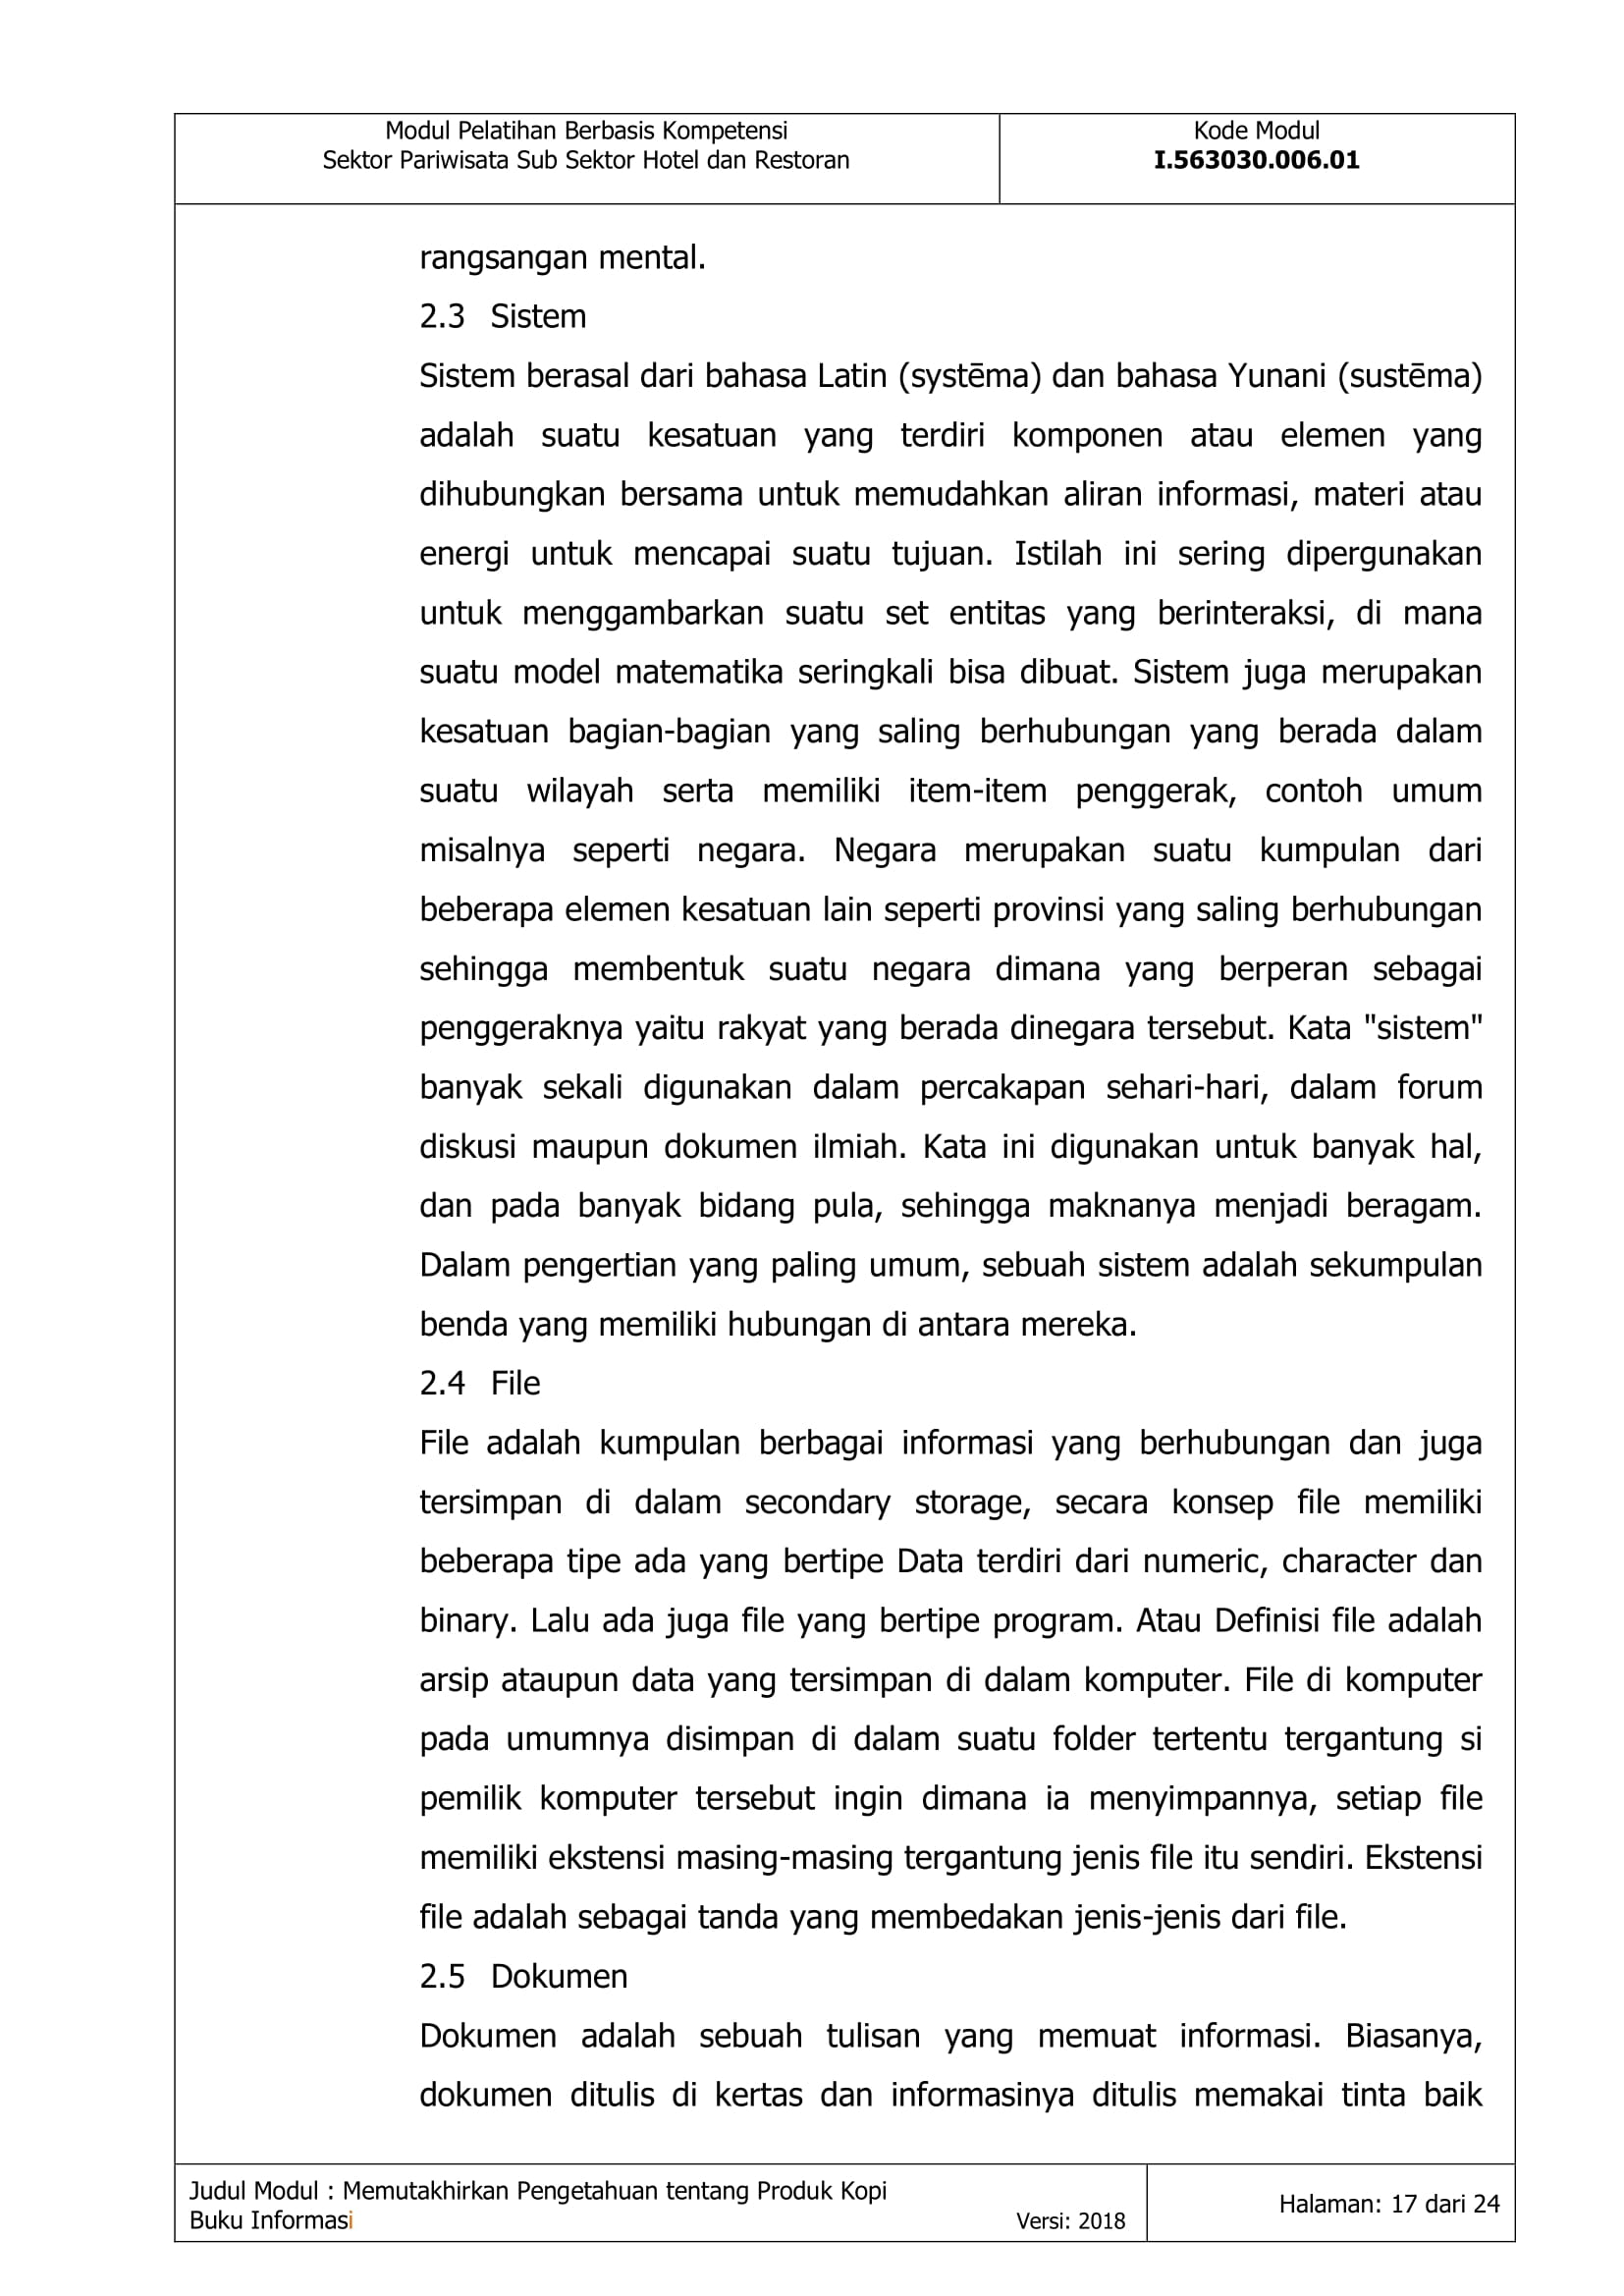 Modul Pelatihan Berbasis Kompetensi
Sektor Pariwisata Sub Sektor Hotel dan Restoran
Kode Modul
I.563030.006.01
rangsangan mental.
2.3 Sistem
Sistem berasal dari bahasa Latin (systēma) dan bahasa Yunani (sustēma)
adalah suatu kesatuan yang terdiri komponen atau elemen yang
dihubungkan bersama untuk memudahkan aliran informasi, materi atau
energi untuk mencapai suatu tujuan. Istilah ini sering dipergunakan
untuk menggambarkan suatu set entitas yang berinteraksi, di mana
suatu model matematika seringkali bisa dibuat. Sistem juga merupakan
kesatuan bagian-bagian yang saling berhubungan yang berada dalam
suatu wilayah serta memiliki item-item penggerak, contoh umum
misalnya seperti negara. Negara merupakan suatu kumpulan dari
beberapa elemen kesatuan lain seperti provinsi yang saling berhubungan
sehingga membentuk suatu negara dimana yang berperan sebagai
penggeraknya yaitu rakyat yang berada dinegara tersebut. Kata "sistem"
banyak sekali digunakan dalam percakapan sehari-hari, dalam forum
diskusi maupun dokumen ilmiah. Kata ini digunakan untuk banyak hal,
dan pada banyak bidang pula, sehingga maknanya menjadi beragam.
Dalam pengertian yang paling umum, sebuah sistem adalah sekumpulan
benda yang memiliki hubungan di antara mereka.
2.4 File
File adalah kumpulan berbagai informasi yang berhubungan dan juga
tersimpan di dalam secondary storage, secara konsep file memiliki
beberapa tipe ada yang bertipe Data terdiri dari numeric, character dan
binary. Lalu ada juga file yang bertipe program. Atau Definisi file adalah
arsip ataupun data yang tersimpan di dalam komputer. File di komputer
pada umumnya disimpan di dalam suatu folder tertentu tergantung si
pemilik komputer tersebut ingin dimana ia menyimpannya, setiap file
memiliki ekstensi masing-masing tergantung jenis file itu sendiri. Ekstensi
file adalah sebagai tanda yang membedakan jenis-jenis dari file.
2.5 Dokumen
Dokumen adalah sebuah tulisan yang memuat informasi. Biasanya,
dokumen ditulis di kertas dan informasinya ditulis memakai tinta baik
Judul Modul : Memutakhirkan Pengetahuan tentang Produk Kopi
Buku Informasi
Versi: 2018
Halaman: 17 dari 24